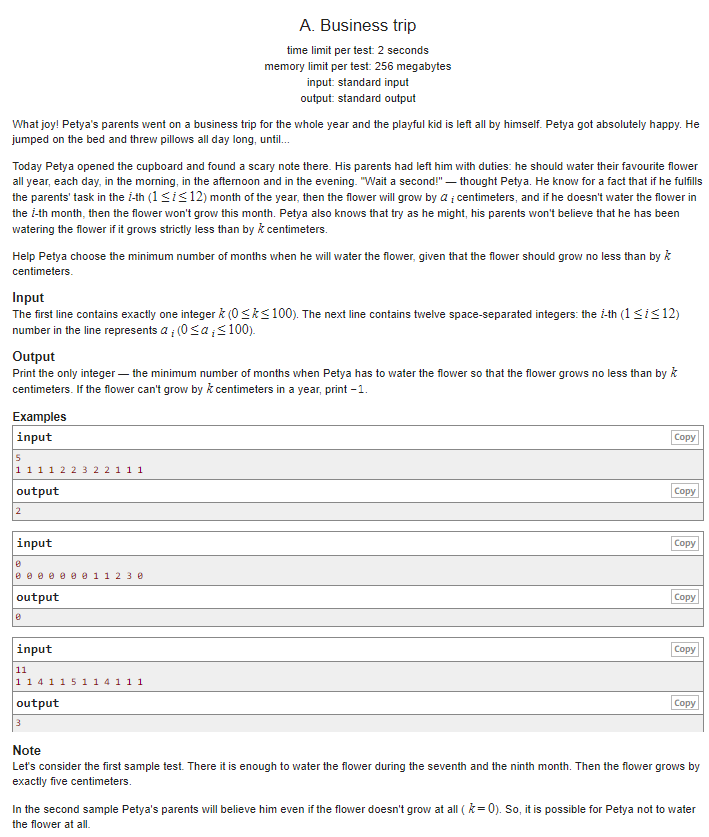 A. Business trip
time limit per test: 2 seconds
memory limit per test: 256 megabytes
input: standard input
output: standard output
What joy! Petya's parents went on a business trip for the whole year and the playful kid is left all by himself. Petya got absolutely happy. He
jumped on the bed and threw pillows all day long, until...
Today Petya opened the cupboard and found a scary note there. His parents had left him with duties: he should water their favourite flower
all year, each day, in the morning, in the afternoon and in the evening. "Wait a second!" — thought Petya. He know for a fact that if he fulfills
the parents' task in the i-th (1 ≤ i ≤ 12) month of the year, then the flower will grow by a i centimeters, and if he doesn't water the flower in
the i-th month, then the flower won't grow this month. Petya also knows that try as he might, his parents won't believe that he has been
watering the flower if it grows strictly less than by k centimeters.
Help Petya choose the minimum number of months when he will water the flower, given that the flower should grow no less than by k
centimeters.
Input
The first line contains exactly one integer k (0 ≤ k ≤ 100). The next line contains twelve space-separated integers: the i-th (1 ≤ i ≤ 12)
number in the line represents a i (0 ≤ a i ≤ 100).
Output
Print the only integer — the minimum number of months when Petya has to water the flower so that the flower grows no less than by k
centimeters. If the flower can't grow by k centimeters in a year, print -1.
Examples
input Copy
5
1 1 1 1 2 2 3 2 2 1 1 1
output Copy
2
input Copy
0
0 0 0 0 0 0 0 1 1 2 3 0
output Copy
0
input Copy
11
1 1 4 1 1 5 1 1 4 1 1 1
output Copy
3
Note
Let's consider the first sample test. There it is enough to water the flower during the seventh and the ninth month. Then the flower grows by
exactly five centimeters.
In the second sample Petya's parents will believe him even if the flower doesn't grow at all ( k = 0). So, it is possible for Petya not to water
the flower at all.